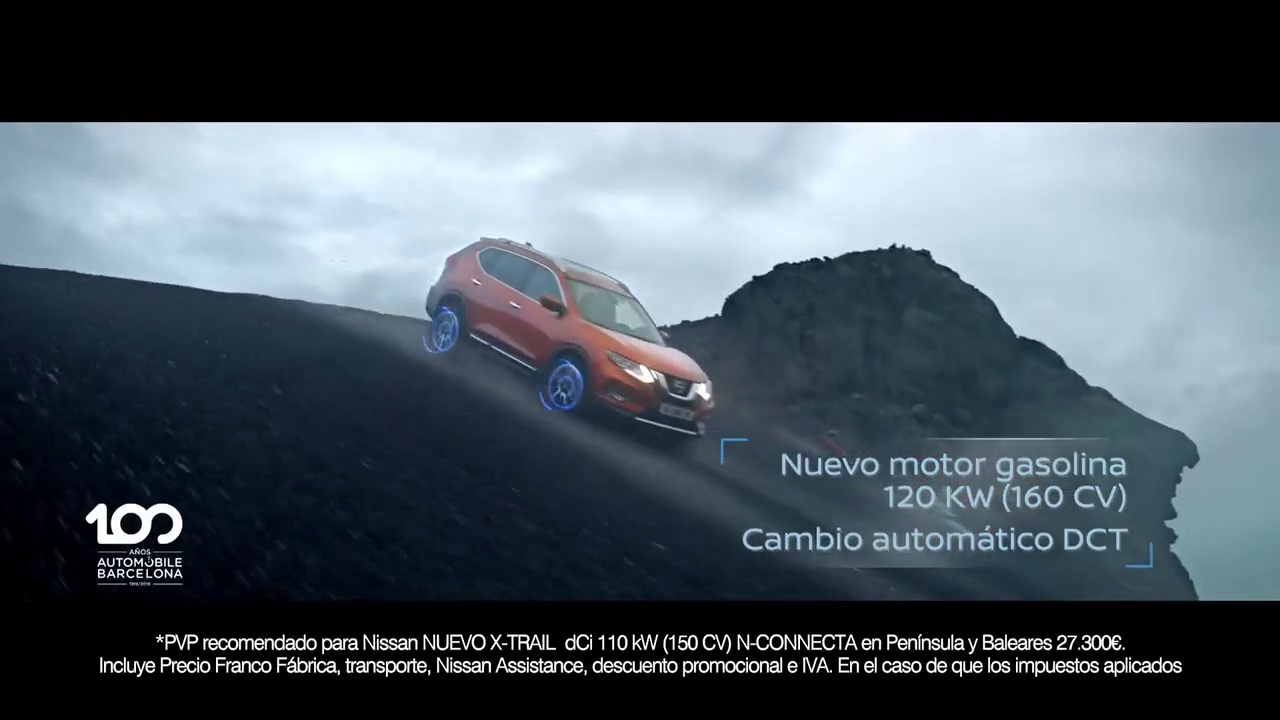 Nuevo motor gasolina
120 KW (160 CV)
Cambio automático DCT
100
AÑOS
AUTOMOBILE
BARCELONA
1919/2019
*PVP recomendado para Nissan NUEVO X-TRAIL dCi 110 kW (150 CV) N-CONNECTA en Península y Baleares 27.300€.
Incluye Precio Franco Fábrica, transporte, Nissan Assistance, descuento promocional e IVA. En el caso de que los impuestos aplicados